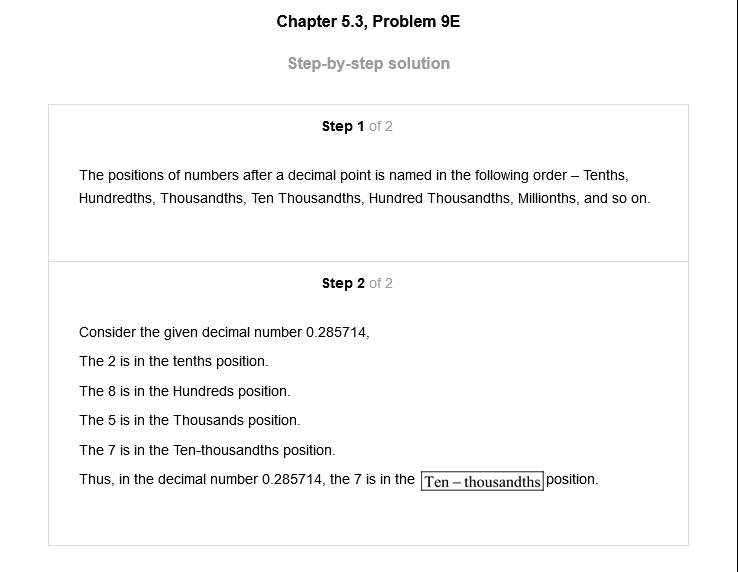 Chapter 5.3, Problem 9E
Step-by-step solution
Step 1 of 2
The positions of numbers after a decimal point is named in the following order – Tenths,
Hundredths, Thousandths, Ten Thousandths, Hundred Thousandths, Millionths, and so on.
Step 2 of 2
Consider the given decimal number 0.285714,
The 2 is in the tenths position.
The 8 is in the Hundreds position.
The 5 is in the Thousands position.
The 7 is in the Ten-thousandths position.
Thus, in the decimal number 0.285714, the 7 is in the Ten – thousandths position.